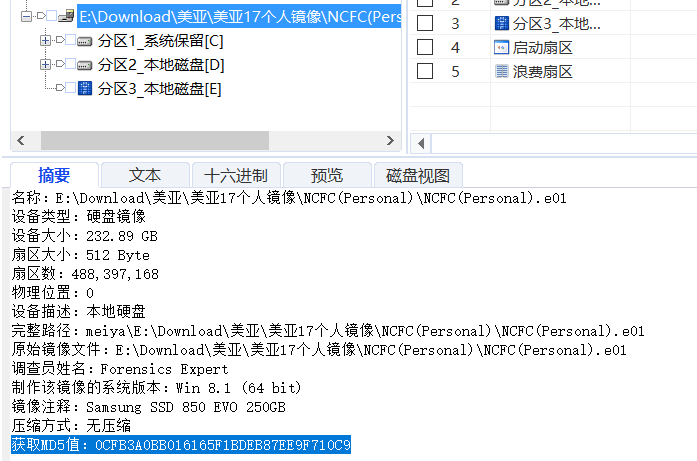 E:\Download\美亚\美亚17个人镜像\NCFC(Pers
分区1_系统保留[C]
分区2_本地磁盘[D]
分区3_本地磁盘[E]
2 分区2_本地...
3 分区3_本地...
4 启动扇区
5 浪费扇区
摘要 文本 十六进制 预览 磁盘视图
名称：E:\Download\美亚\美亚17个人镜像\NCFC(Personal)\NCFC(Personal).e01
设备类型：硬盘镜像
设备大小：232.89 GB
扇区大小：512 Byte
扇区数：488,397,168
物理位置：0
设备描述：本地硬盘
完整路径：meiya\E:\Download\美亚\美亚17个人镜像\NCFC(Personal)\NCFC(Personal).e01
原始镜像文件：E:\Download\美亚\美亚17个人镜像\NCFC(Personal)\NCFC(Personal).e01
调查员姓名：Forensics Expert
制作该镜像的系统版本：Win 8.1 (64 bit)
镜像注释：Samsung SSD 850 EVO 250GB
压缩方式：无压缩
获取MD5值：0CFB3A0BB016165F1BDEB87EE9F710C9